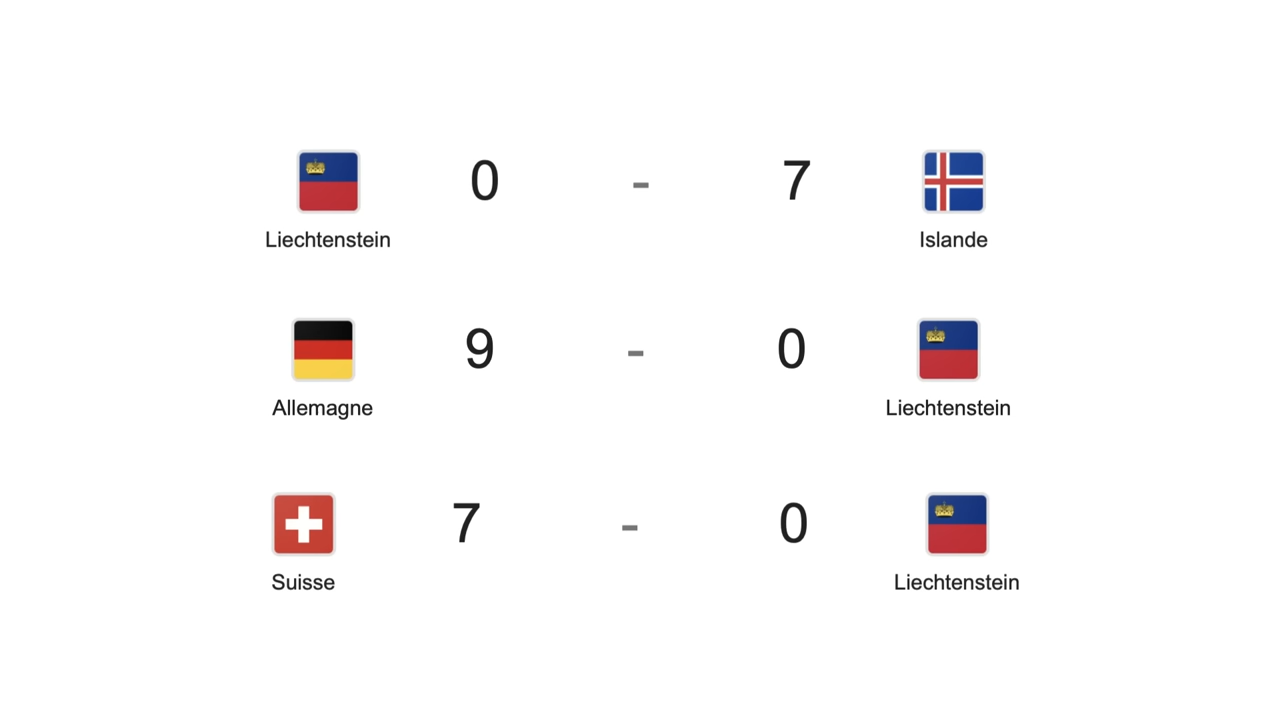 0 - 7
Liechtenstein Islande
9 - 0
Allemagne Liechtenstein
7 - 0
Suisse Liechtenstein